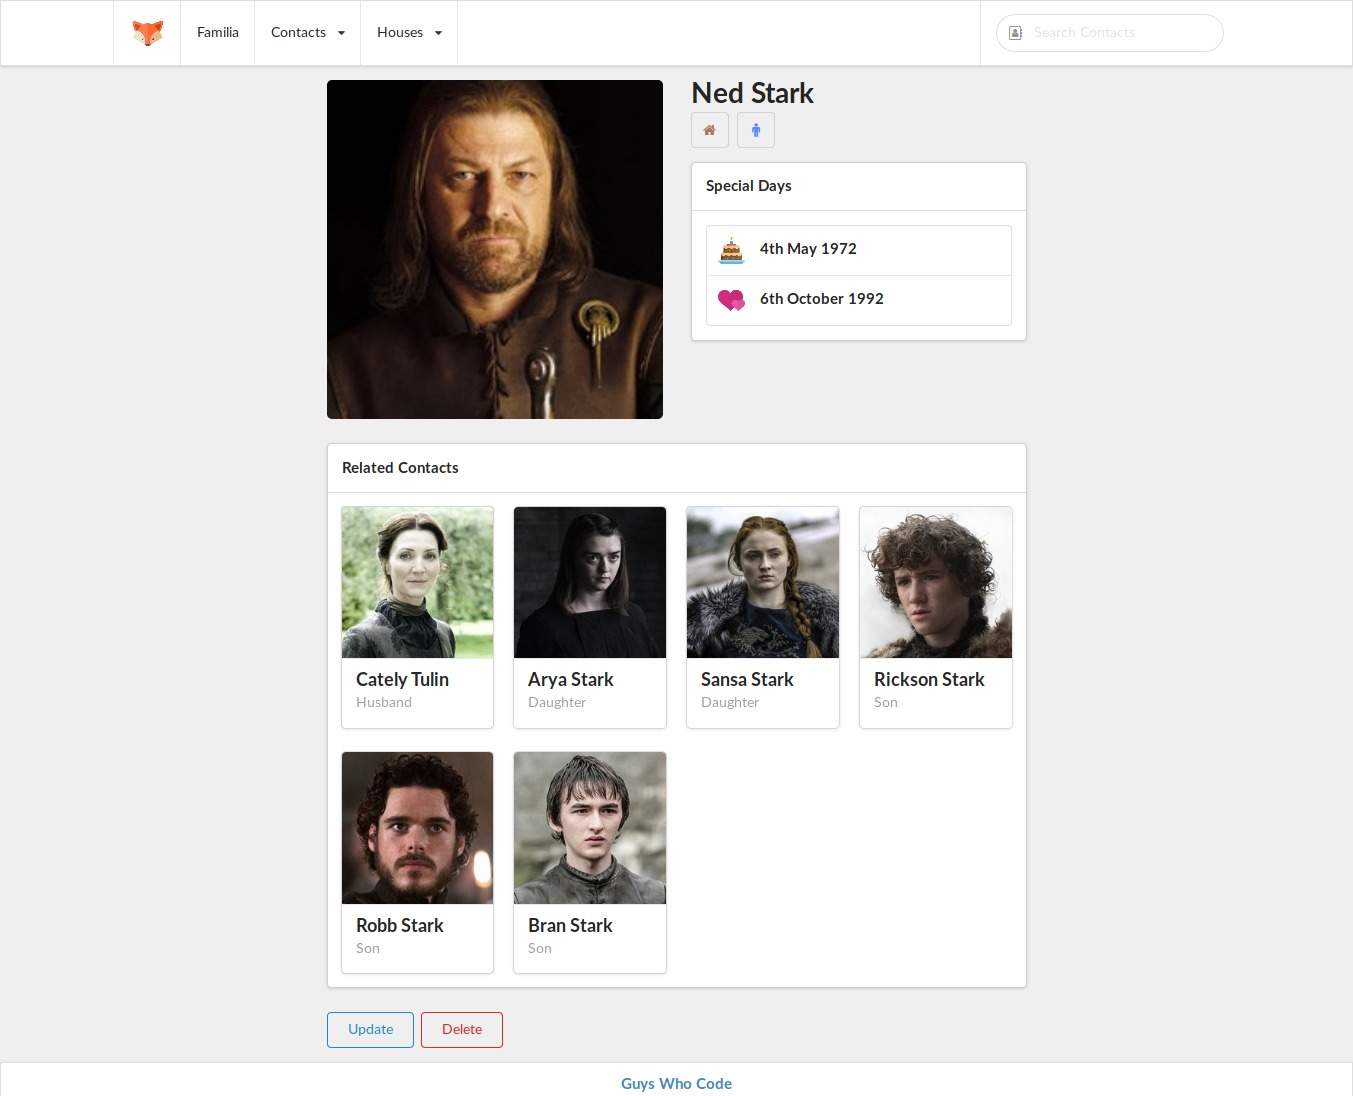 Familia
Contacts
Houses
Search Contacts
Ned Stark
Special Days
4th May 1972
6th October 1992
Related Contacts
Cately Tulin
Husband
Arya Stark
Daughter
Sansa Stark
Daughter
Rickson Stark
Son
Robb Stark
Son
Bran Stark
Son
Update
Delete
Guys Who Code